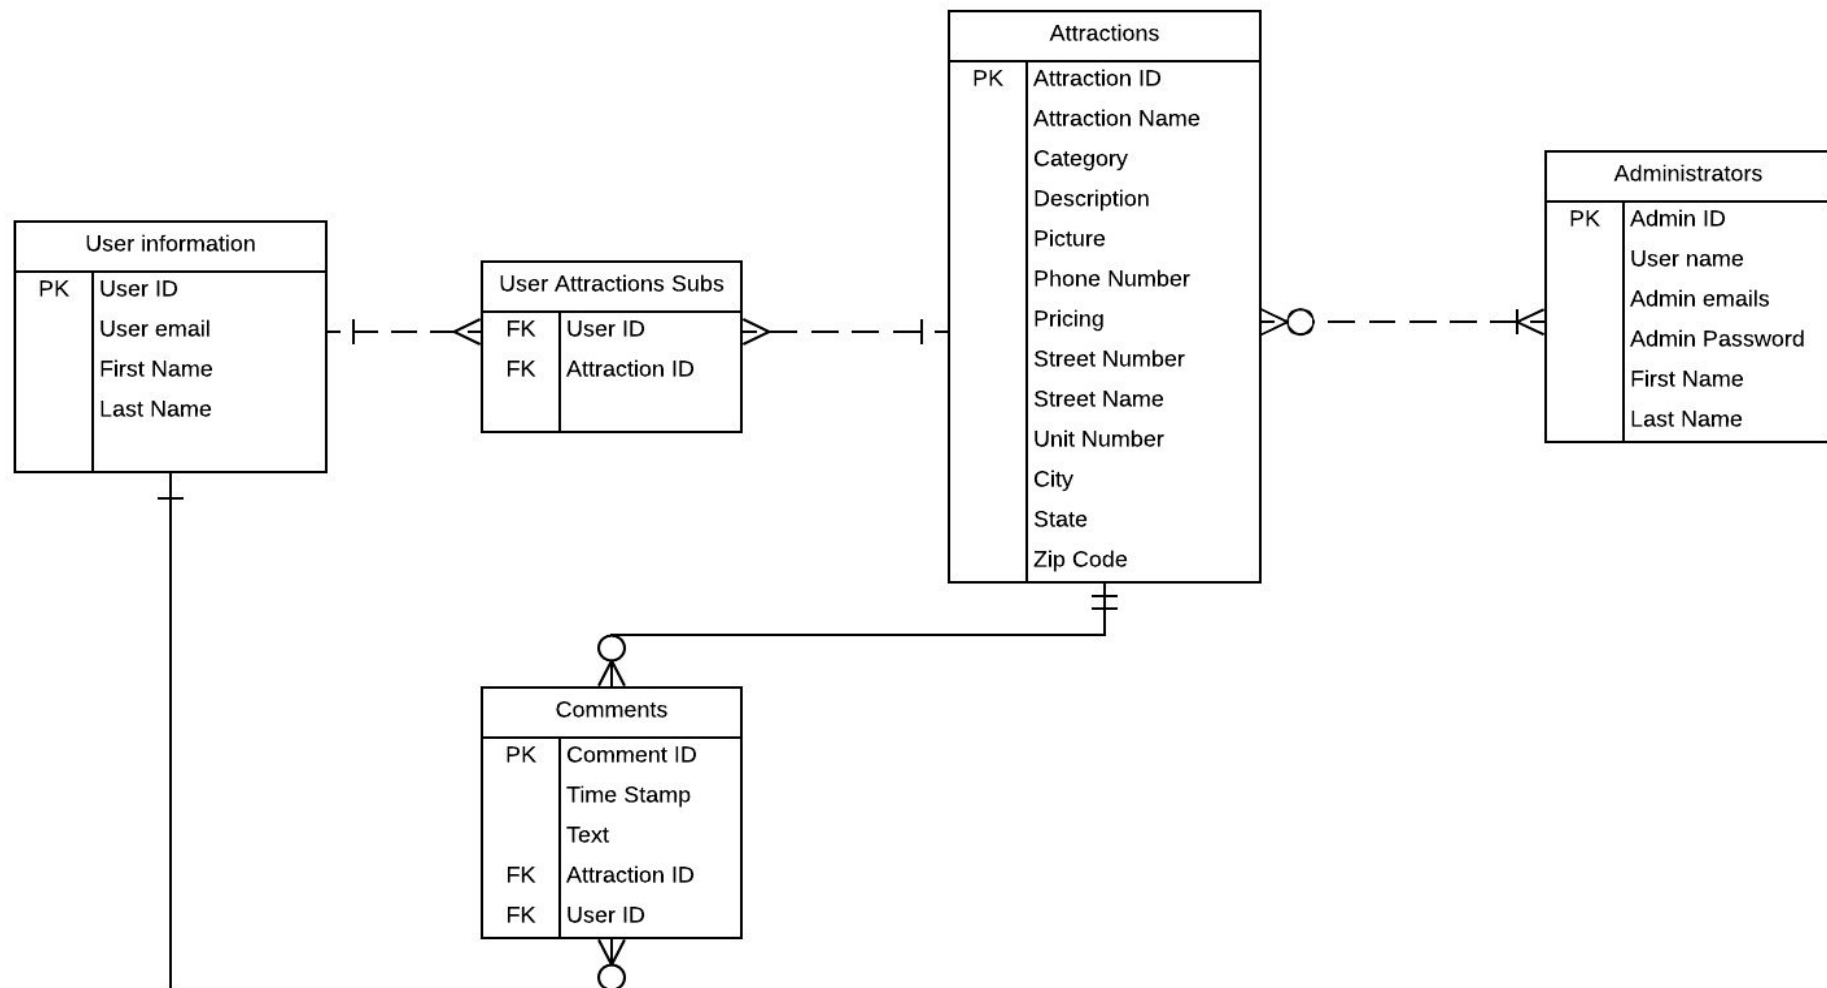 Attractions
PK Attraction ID
Attraction Name
Category
Description
Picture
Phone Number
Pricing
Street Number
Street Name
Unit Number
City
State
Zip Code
Administrators
PK Admin ID
User name
Admin emails
Admin Password
First Name
Last Name
User information
PK User ID
User email
First Name
Last Name
User Attractions Subs
FK User ID
FK Attraction ID
Comments
PK Comment ID
Time Stamp
Text
FK Attraction ID
FK User ID